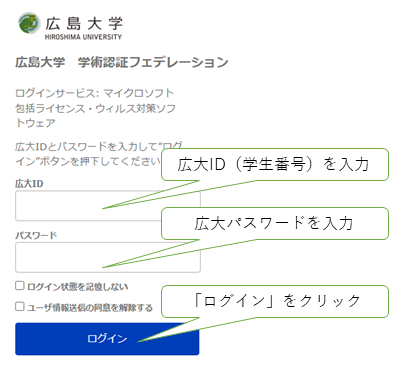 広島大学
HIROSHIMA UNIVERSITY
広島大学　学術認証フェデレーション
ログインサービス: マイクロソフト
包括ライセンス・ウィルス対策ソフ
トウェア
広大IDとパスワードを入力して"ログ
イン"ボタンを押下してください
広大ID（学生番号）を入力
広大ID
広大パスワードを入力
パスワード
ログイン状態を記憶しない
「ログイン」をクリック
ユーザ情報送信の同意を解除する
ログイン